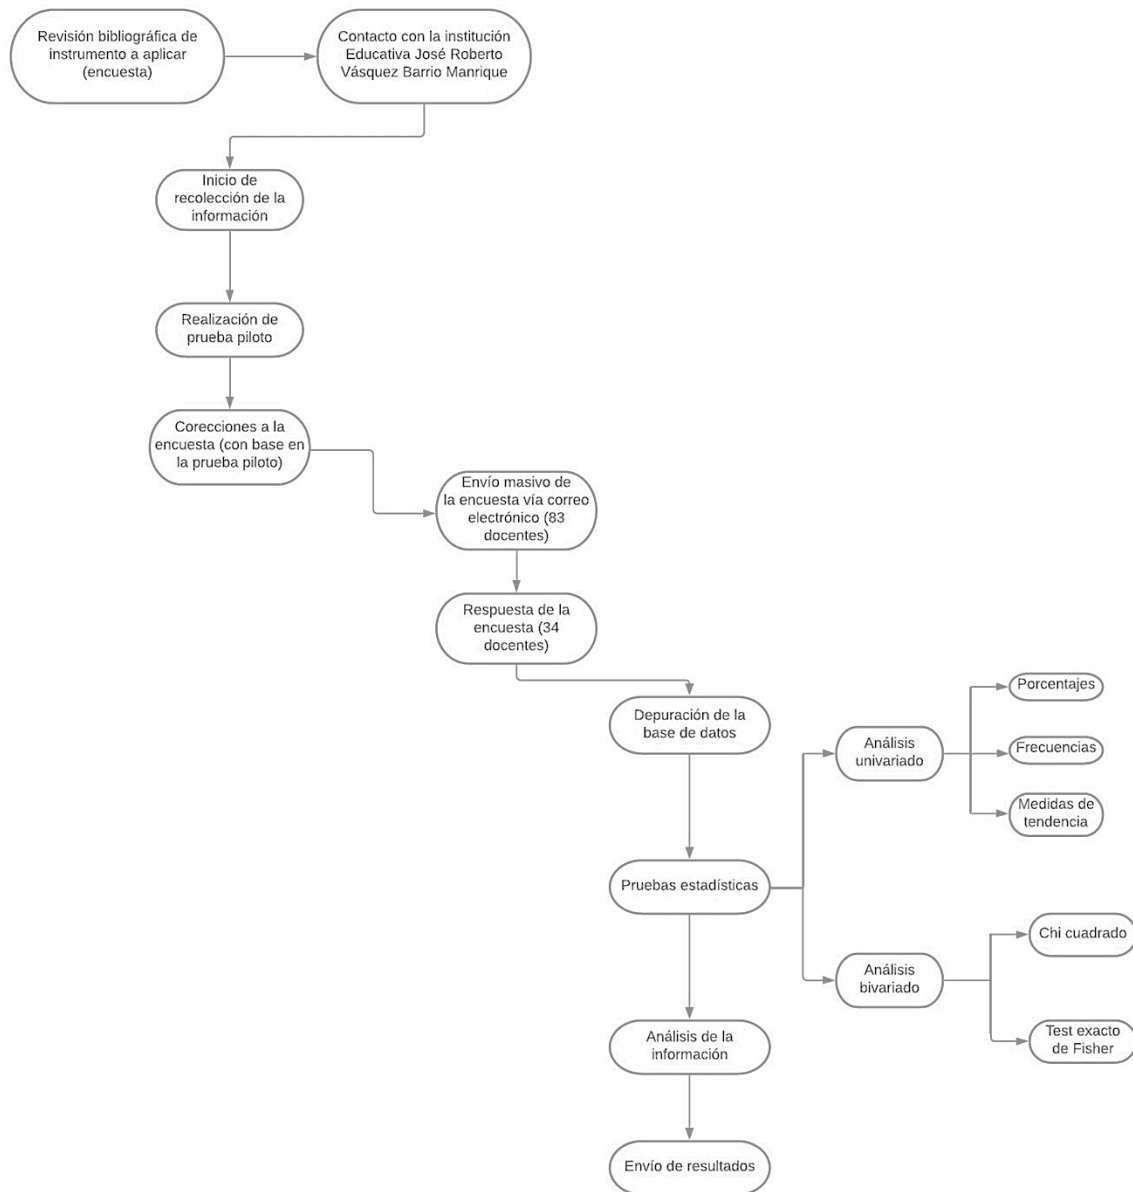 Revisión bibliográfica de
instrumento a aplicar
(encuesta)
Contacto con la institución
Educativa José Roberto
Vásquez Barrio Manrique
Inicio de
recolección de la
información
Realización de
prueba piloto
Corecciones a la
encuesta (con base en
la prueba piloto)
Envío masivo de
la encuesta vía correo
electrónico (83
docentes)
Respuesta de la
encuesta (34
docentes)
Depuración de la
base de datos
Pruebas estadísticas
Análisis
univariado
Porcentajes
Frecuencias
Medidas de
tendencia
Análisis
bivariado
Chi cuadrado
Test exacto
de Fisher
Análisis de la
información
Envío de resultados